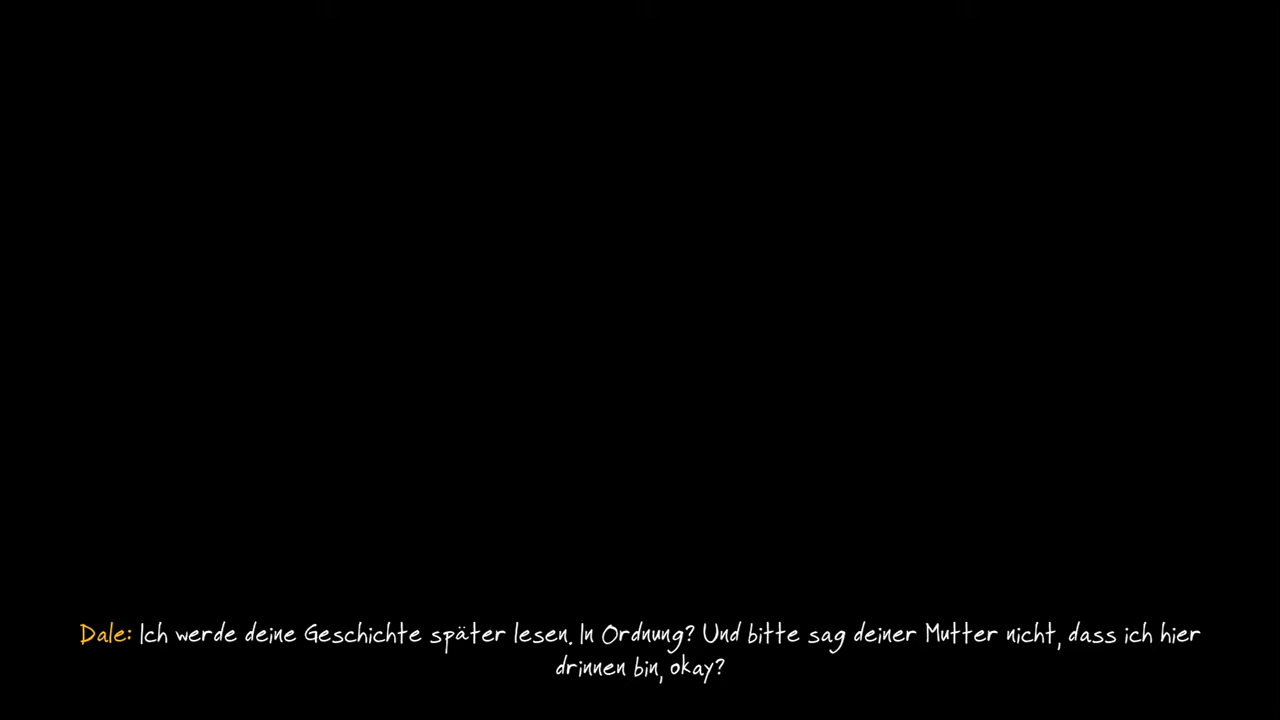 Dale: Ich werde deine Geschichte später lesen. In Ordnung? Und bitte sag deiner Mutter nicht, dass ich hier
drinnen bin, okay?